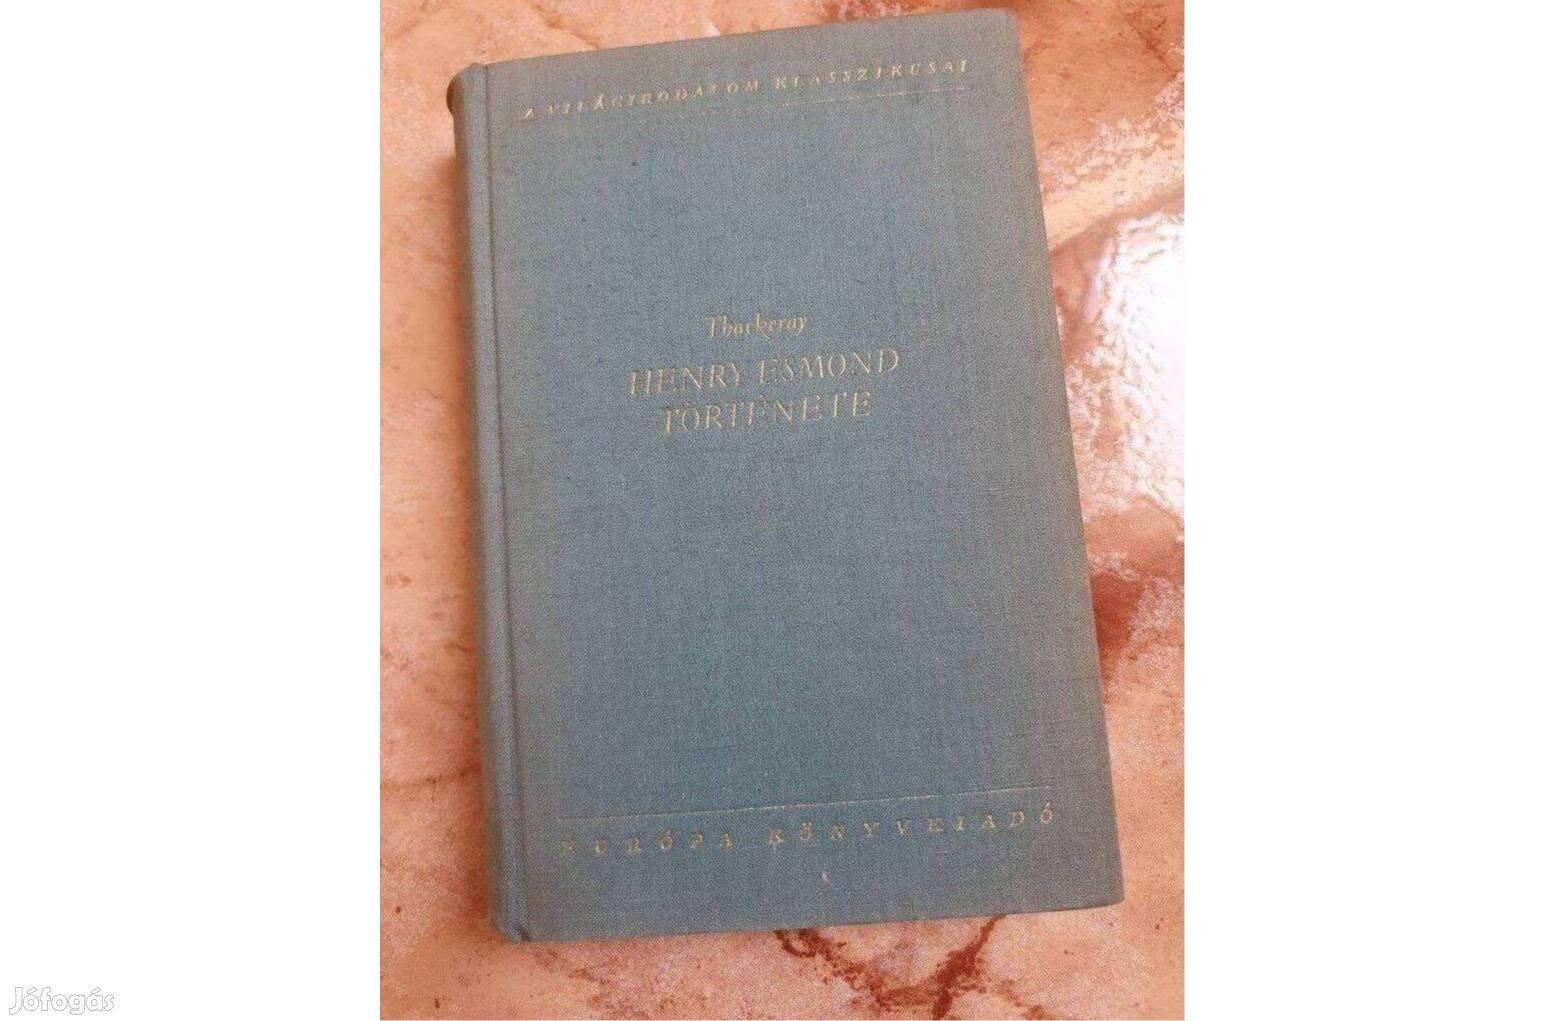 A VILÁGIRODALOM KLASSZIKUSAI
Thackeray
HENRY ESMOND
TÖRTÉNETE
EURÓPA KÖNYVKIADÓ
Jófogás